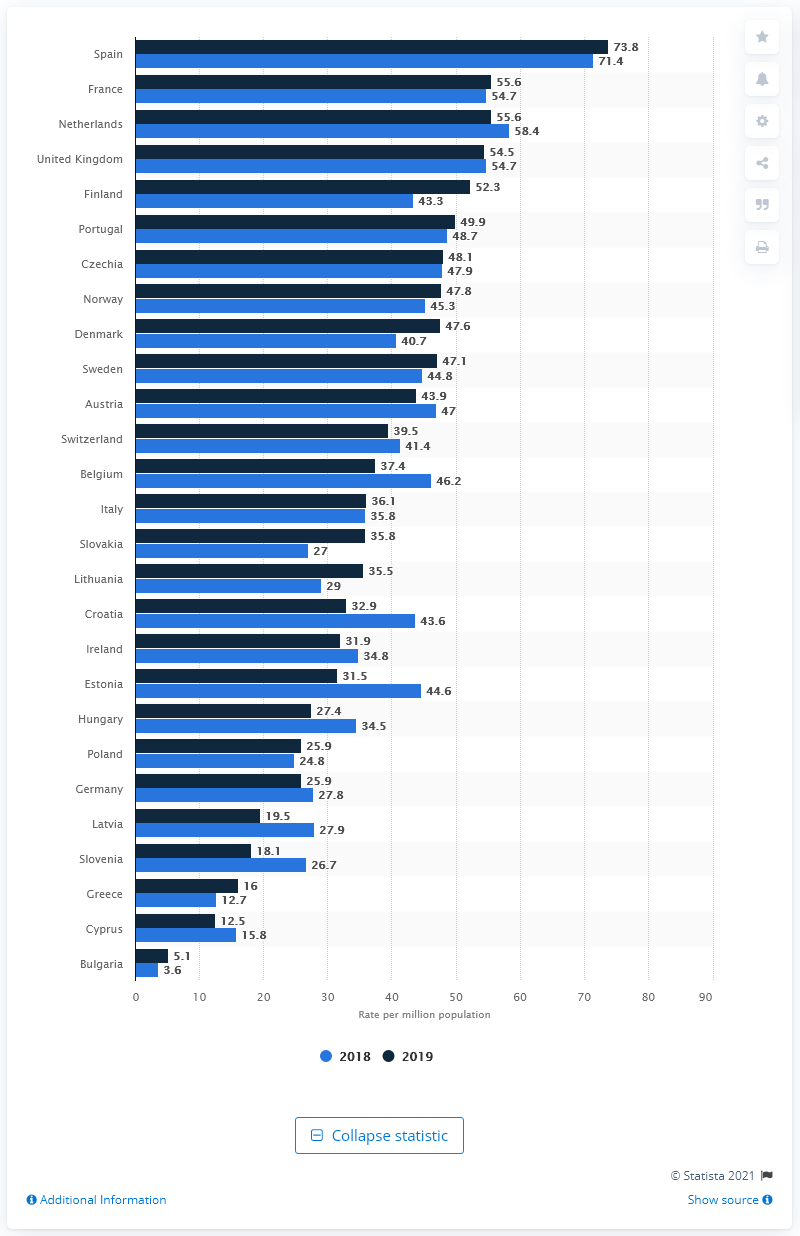 Spain 73.8
71.4
France 55.6
54.7
Netherlands 55.6
58.4
United Kingdom 54.5
54.7
Finland 52.3
43.3
Portugal 49.9
48.7
Czechia 48.1
47.9
Norway 47.8
45.3
Denmark 47.6
40.7
Sweden 47.1
44.8
Austria 43.9
47
Switzerland 39.5
41.4
Belgium 37.4
46.2
Italy 36.1
35.8
Slovakia 35.8
27
Lithuania 35.5
29
Croatia 32.9
43.6
Ireland 31.9
34.8
Estonia 31.5
44.6
Hungary 27.4
34.5
Poland 25.9
24.8
Germany 25.9
27.8
Latvia 19.5
27.9
Slovenia 18.1
26.7
Greece 16
12.7
Cyprus 12.5
15.8
Bulgaria 5.1
3.6
0 10 20 30 40 50 60 70 80 90
Rate per million population
2018 2019
Collapse statistic
© Statista 2021
Additional Information Show source